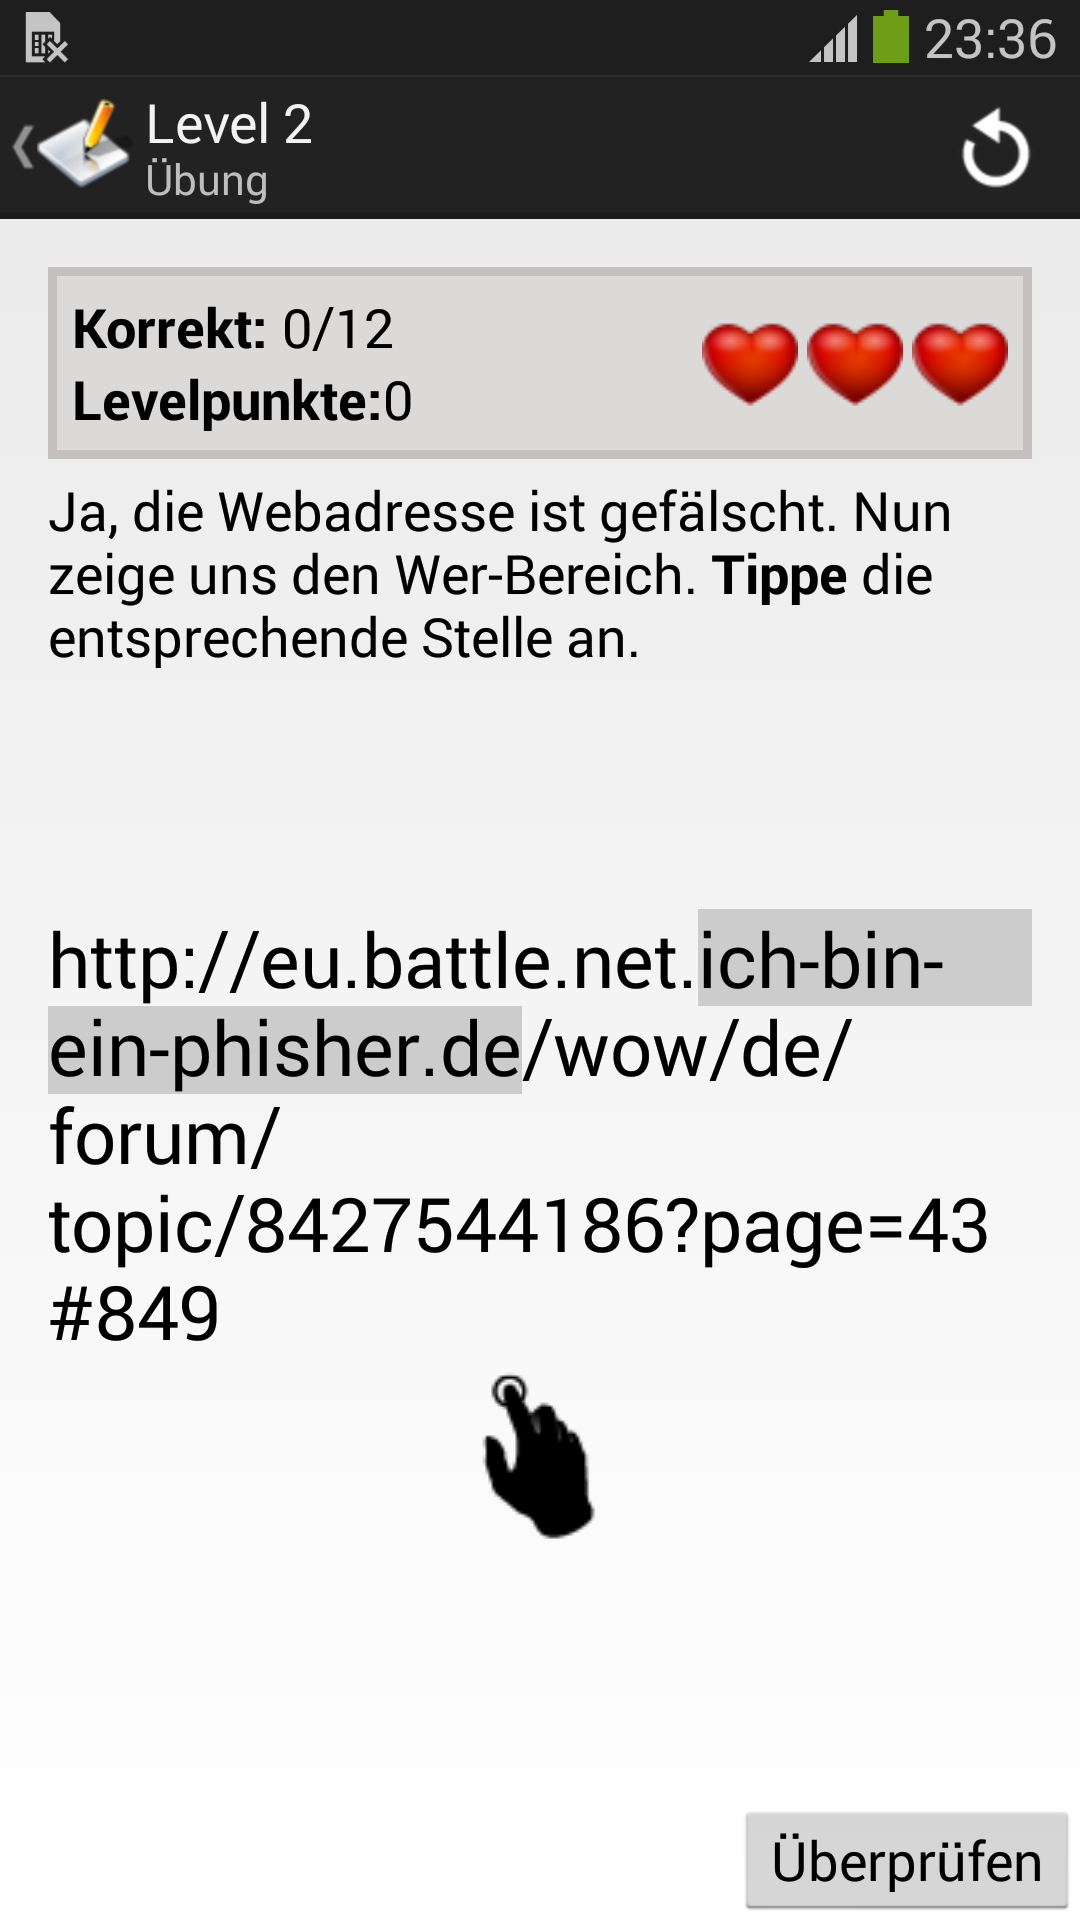 23:36
Level 2
Übung
Korrekt: 0/12
Levelpunkte:0
Ja, die Webadresse ist gefälscht. Nun
zeige uns den Wer-Bereich. Tippe die
entsprechende Stelle an.
http://eu.battle.net.ich-bin-
ein-phisher.de/wow/de/
forum/
topic/8427544186?page=43
#849
Überprüfen